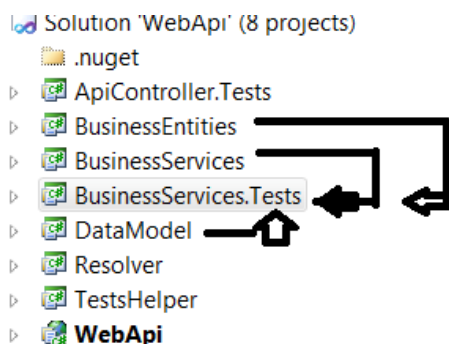 Solution 'WebApi' (8 projects)
.nuget
ApiController.Tests
BusinessEntities
BusinessServices
BusinessServices.Tests
DataModel
Resolver
TestsHelper
WebApi